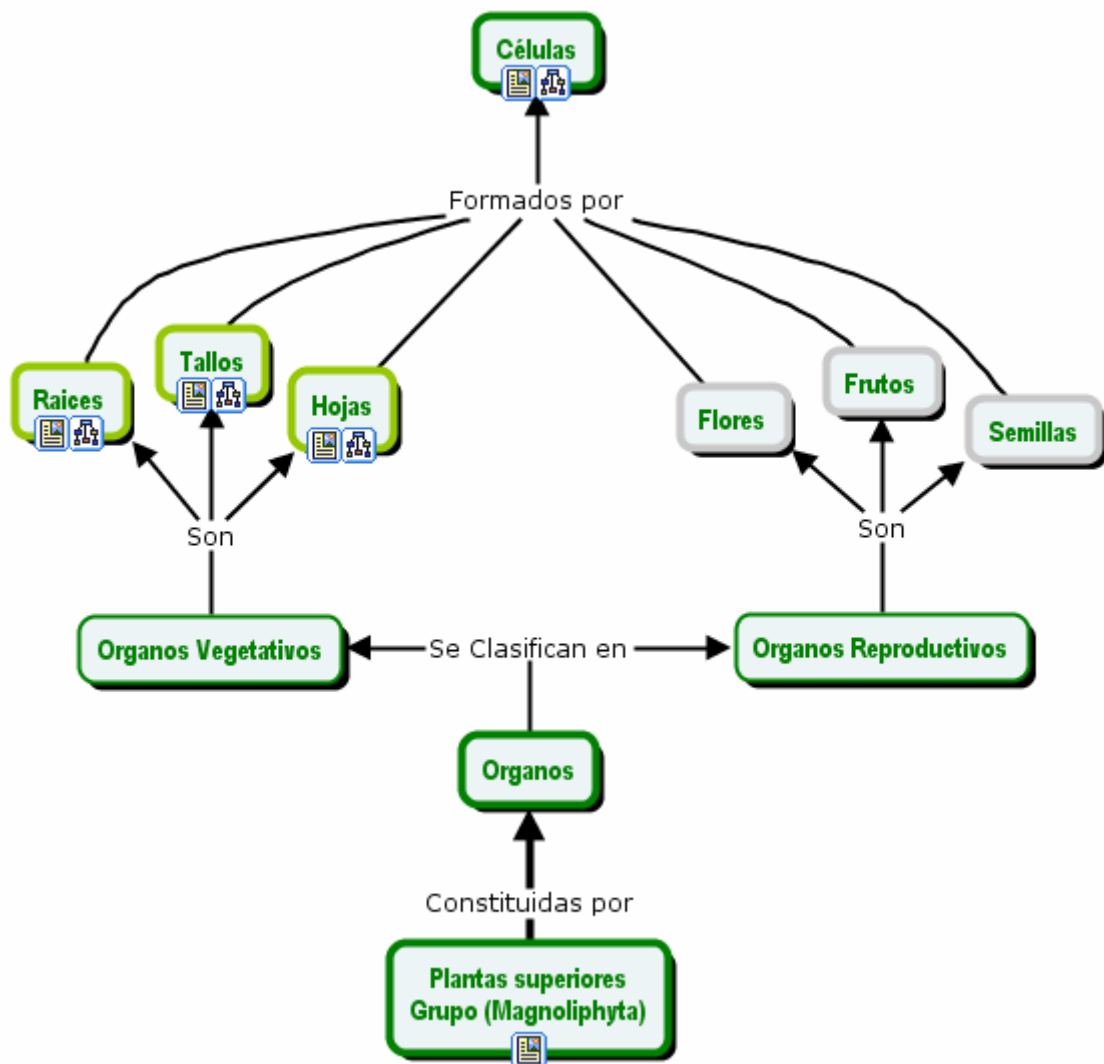 Células
Formados por
Tallos
Raices
Hojas
Frutos
Flores
Semillas
Son
Son
Organos Vegetativos
Se Clasifican en
Organos Reproductivos
Organos
Constituidas por
Plantas superiores
Grupo (Magnoliphyta)